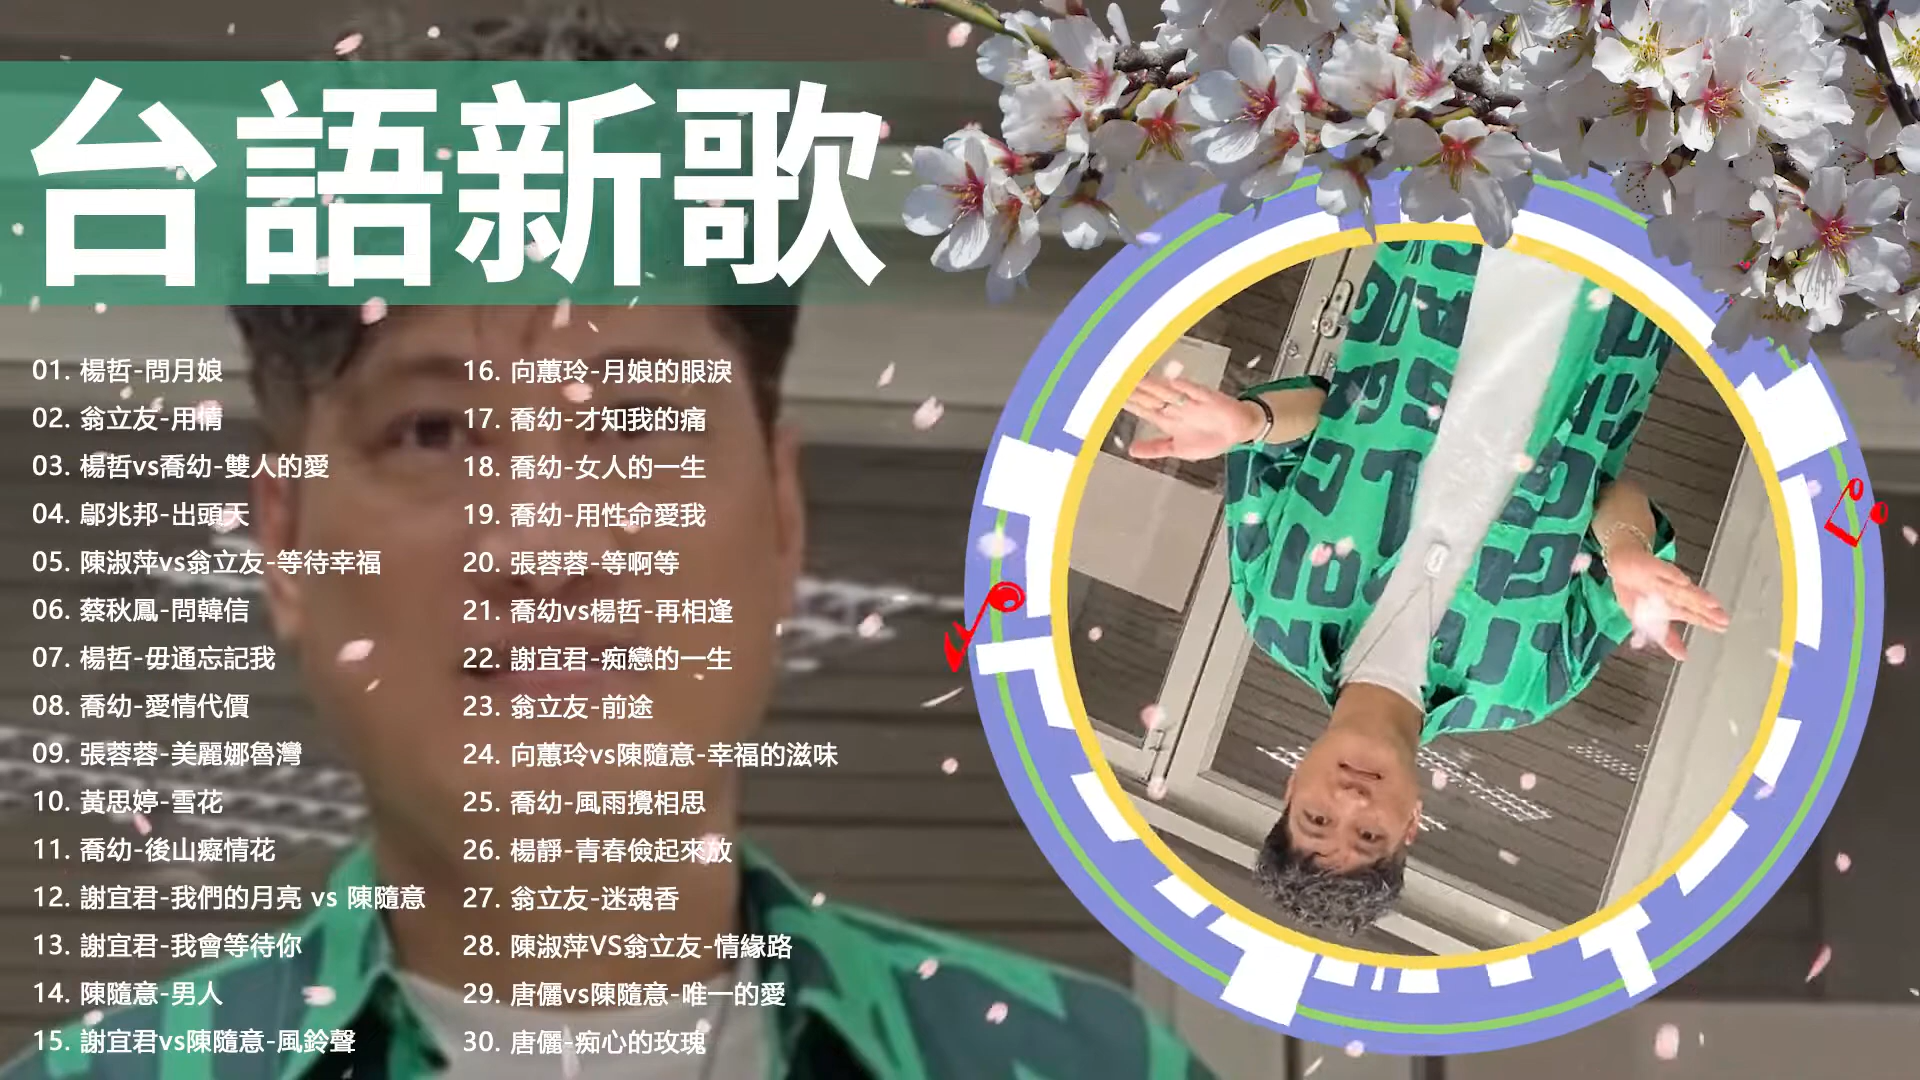 台語新歌
01. 楊哲-問月娘
02. 翁立友-用情
03. 楊哲vs喬幼-雙人的愛
04. 鄔兆邦-出頭天
05. 陳淑萍vs翁立友-等待幸福
06. 蔡秋鳳-問韓信
07. 楊哲-毋通忘記我
08. 喬幼-愛情代價
09. 張蓉蓉-美麗娜魯灣
10. 黃思婷-雪花
11. 喬幼-後山癡情花
12. 謝宜君-我們的月亮 vs 陳隨意
13. 謝宜君-我會等待你
14. 陳隨意-男人
15. 謝宜君vs陳隨意-風鈴聲
16. 向蕙玲-月娘的眼淚
17. 喬幼-才知我的痛
18. 喬幼-女人的一生
19. 喬幼-用性命愛我
20. 張蓉蓉-等啊等
21. 喬幼vs楊哲-再相逢
22. 謝宜君-痴戀的一生
23. 翁立友-前途
24. 向蕙玲vs陳隨意-幸福的滋味
25. 喬幼-風雨攪相思
26. 楊靜-青春儉起來放
27. 翁立友-迷魂香
28. 陳淑萍VS翁立友-情緣路
29. 唐儷vs陳隨意-唯一的愛
30. 唐儷-痴心的玫瑰